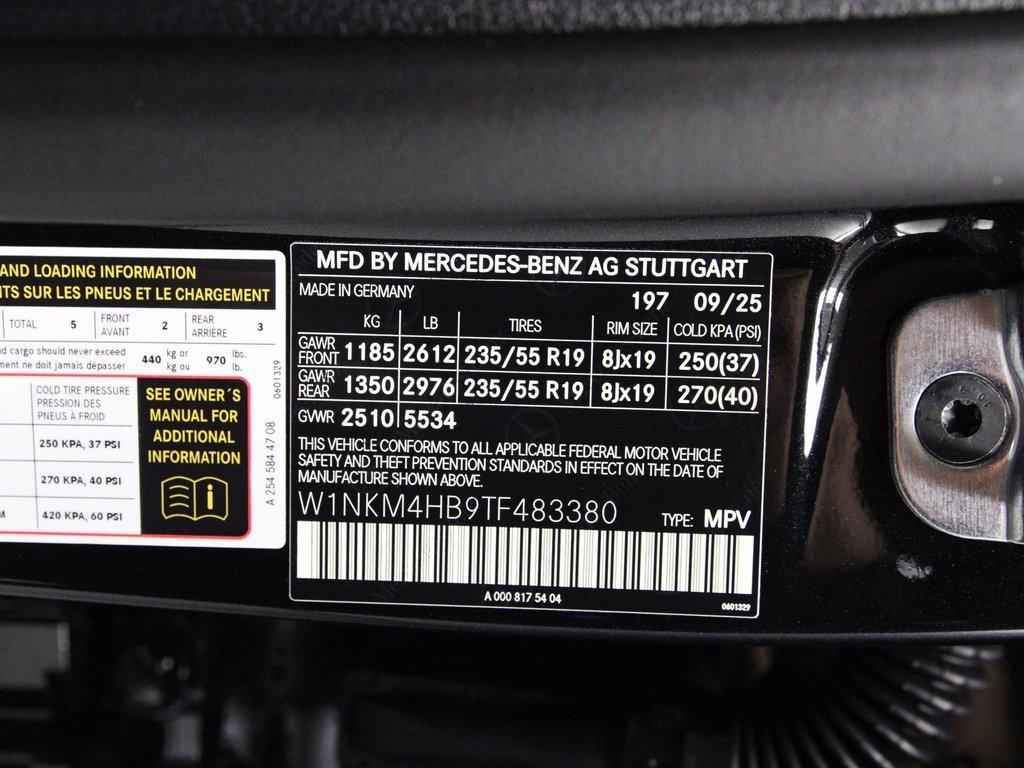 AND LOADING INFORMATION
TS SUR LES PNEUS ET LE CHARGEMENT
TOTAL 5 FRONT AVANT 2 REAR ARRIÈRE 3
d cargo should never exceed
ment ne doit jamais dépasser
440 kg or kg ou 970 lbs. lb.
COLD TIRE PRESSURE
PRESSION DES
PNEUS À FROID
250 KPA, 37 PSI
270 KPA, 40 PSI
M 420 KPA, 60 PSI
SEE OWNER´S
MANUAL FOR
ADDITIONAL
INFORMATION
i
0601329
A 254 584 47 08
MFD BY MERCEDES-BENZ AG STUTTGART
MADE IN GERMANY
197 09/25
KG LB TIRES RIM SIZE COLD KPA(PSI)
GAWR FRONT 1185 2612 235/55 R19 8Jx19 250(37)
GAWR REAR 1350 2976 235/55 R19 8Jx19 270(40)
GVWR 2510 5534
THIS VEHICLE CONFORMS TO ALL APPLICABLE FEDERAL MOTOR VEHICLE
SAFETY AND THEFT PREVENTION STANDARDS IN EFFECT ON THE DATE OF
MANUFACTURE SHOWN ABOVE.
W1NKM4HB9TF483380 TYPE: MPV
A 000 817 54 04
0601329